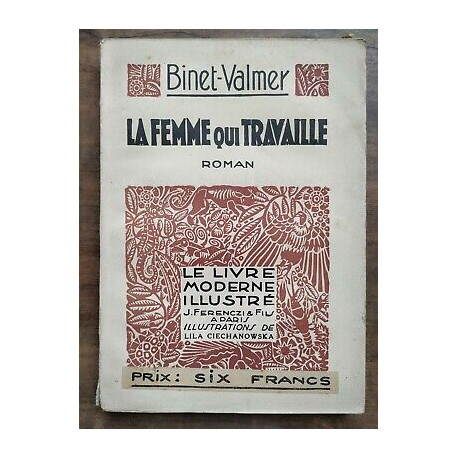 Binet-Valmer
LA FEMME QUI TRAVAILLE
ROMAN
LE LIVRE
MODERNE
ILLUSTRÉ
J. FERENCZI & FILS
A PARIS
ILLUSTRATIONS DE
LILA CIECHANOWSKA
PRIX: SIX FRANCS